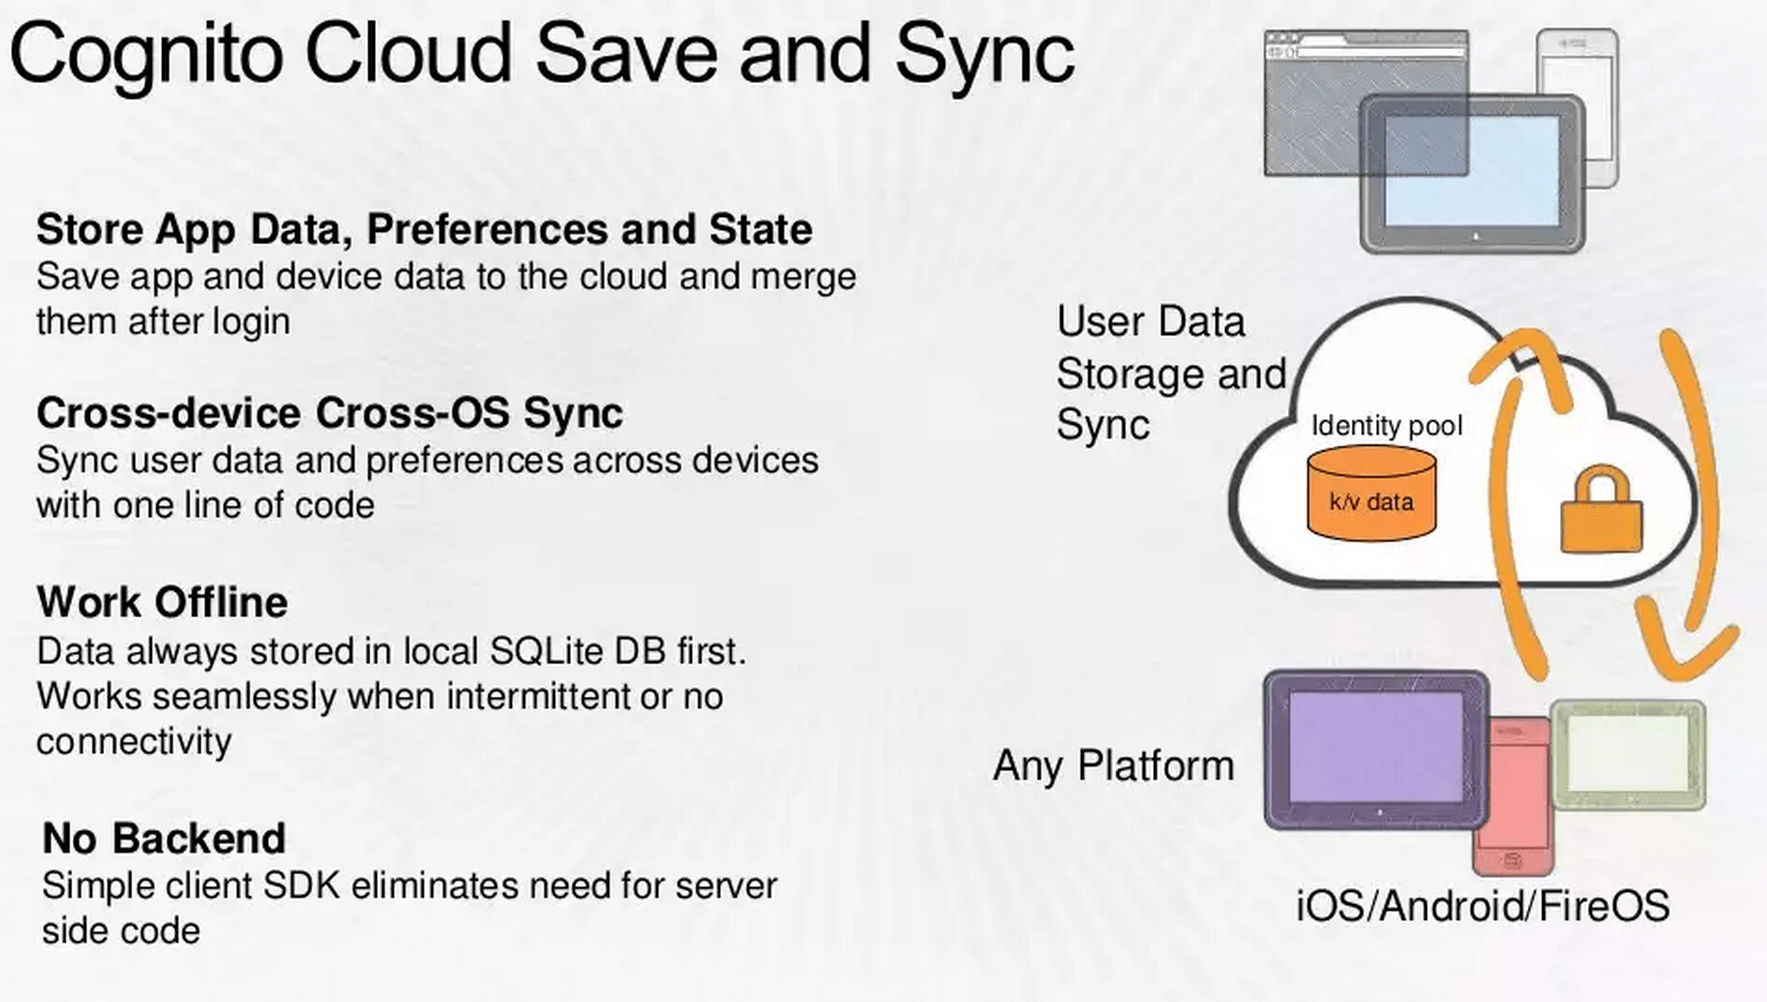 Cognito Cloud Save and Sync
Store App Data, Preferences and State
Save app and device data to the cloud and merge
them after login
Cross-device Cross-OS Sync
Sync user data and preferences across devices
with one line of code
Work Offline
Data always stored in local SQLite DB first.
Works seamlessly when intermittent or no
connectivity
No Backend
Simple client SDK eliminates need for server
side code
User Data
Storage and
Sync
Identity pool
k/v data
Any Platform
iOS/Android/FireOS